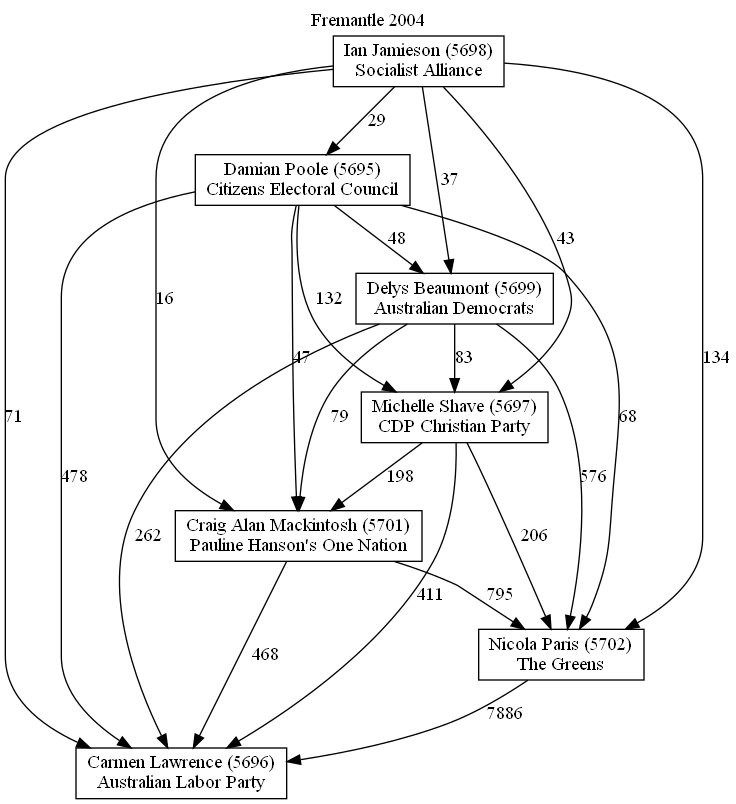 Fremantle 2004
Ian Jamieson (5698)
Socialist Alliance
29
Damian Poole (5695)
Citizens Electoral Council
37
48
43
Delys Beaumont (5699)
Australian Democrats
16
132
47
83
134
Michelle Shave (5697)
CDP Christian Party
71
79
68
478
198
576
Craig Alan Mackintosh (5701)
Pauline Hanson's One Nation
262
206
411
795
468
Nicola Paris (5702)
The Greens
7886
Carmen Lawrence (5696)
Australian Labor Party